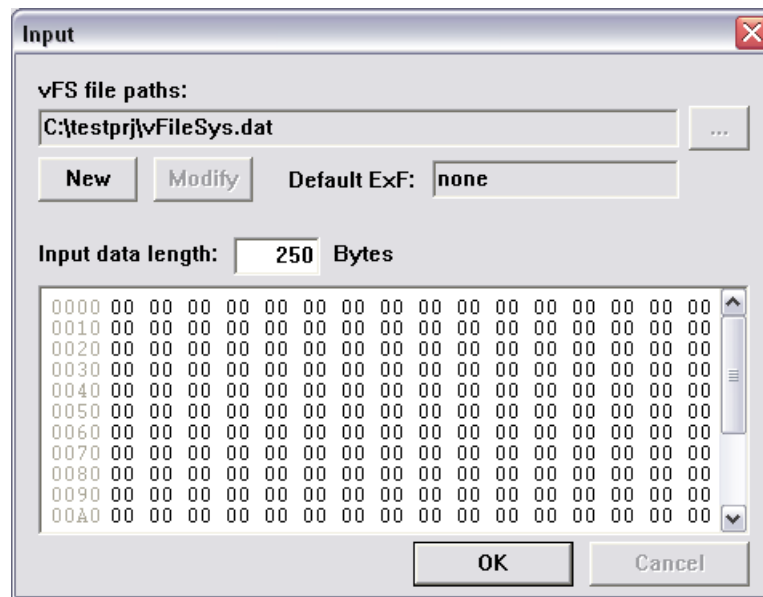 Input
vFS file paths:
C:\testprj\vFileSys.dat ...
New Modify Default ExF: none
Input data length: 250 Bytes
0000 00 00 00 00 00 00 00 00 00 00 00 00 00 00 00 00
0010 00 00 00 00 00 00 00 00 00 00 00 00 00 00 00 00
0020 00 00 00 00 00 00 00 00 00 00 00 00 00 00 00 00
0030 00 00 00 00 00 00 00 00 00 00 00 00 00 00 00 00
0040 00 00 00 00 00 00 00 00 00 00 00 00 00 00 00 00
0050 00 00 00 00 00 00 00 00 00 00 00 00 00 00 00 00
0060 00 00 00 00 00 00 00 00 00 00 00 00 00 00 00 00
0070 00 00 00 00 00 00 00 00 00 00 00 00 00 00 00 00
0080 00 00 00 00 00 00 00 00 00 00 00 00 00 00 00 00
0090 00 00 00 00 00 00 00 00 00 00 00 00 00 00 00 00
00A0 00 00 00 00 00 00 00 00 00 00 00 00 00 00 00 00
OK Cancel